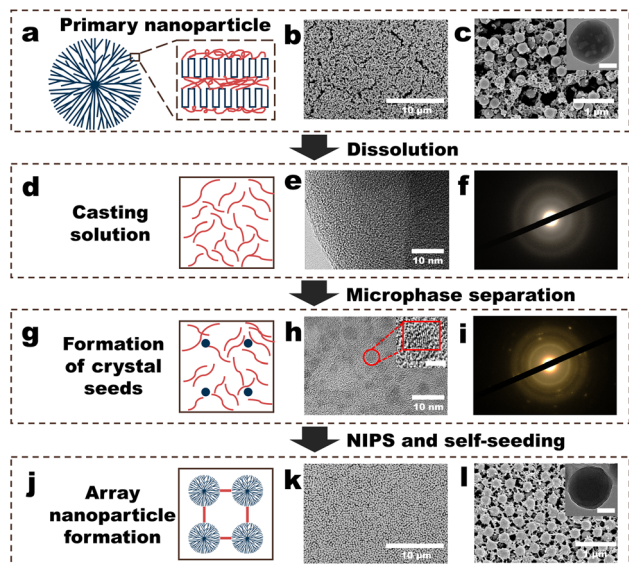 Primary nanoparticle
a
b
10 μm
c
1 μm
Dissolution
d
Casting
solution
e
10 nm
f
Microphase separation
g
Formation
of crystal
seeds
h
10 nm
i
NIPS and self-seeding
j
Array
nanoparticle
formation
k
10 μm
l
1 μm